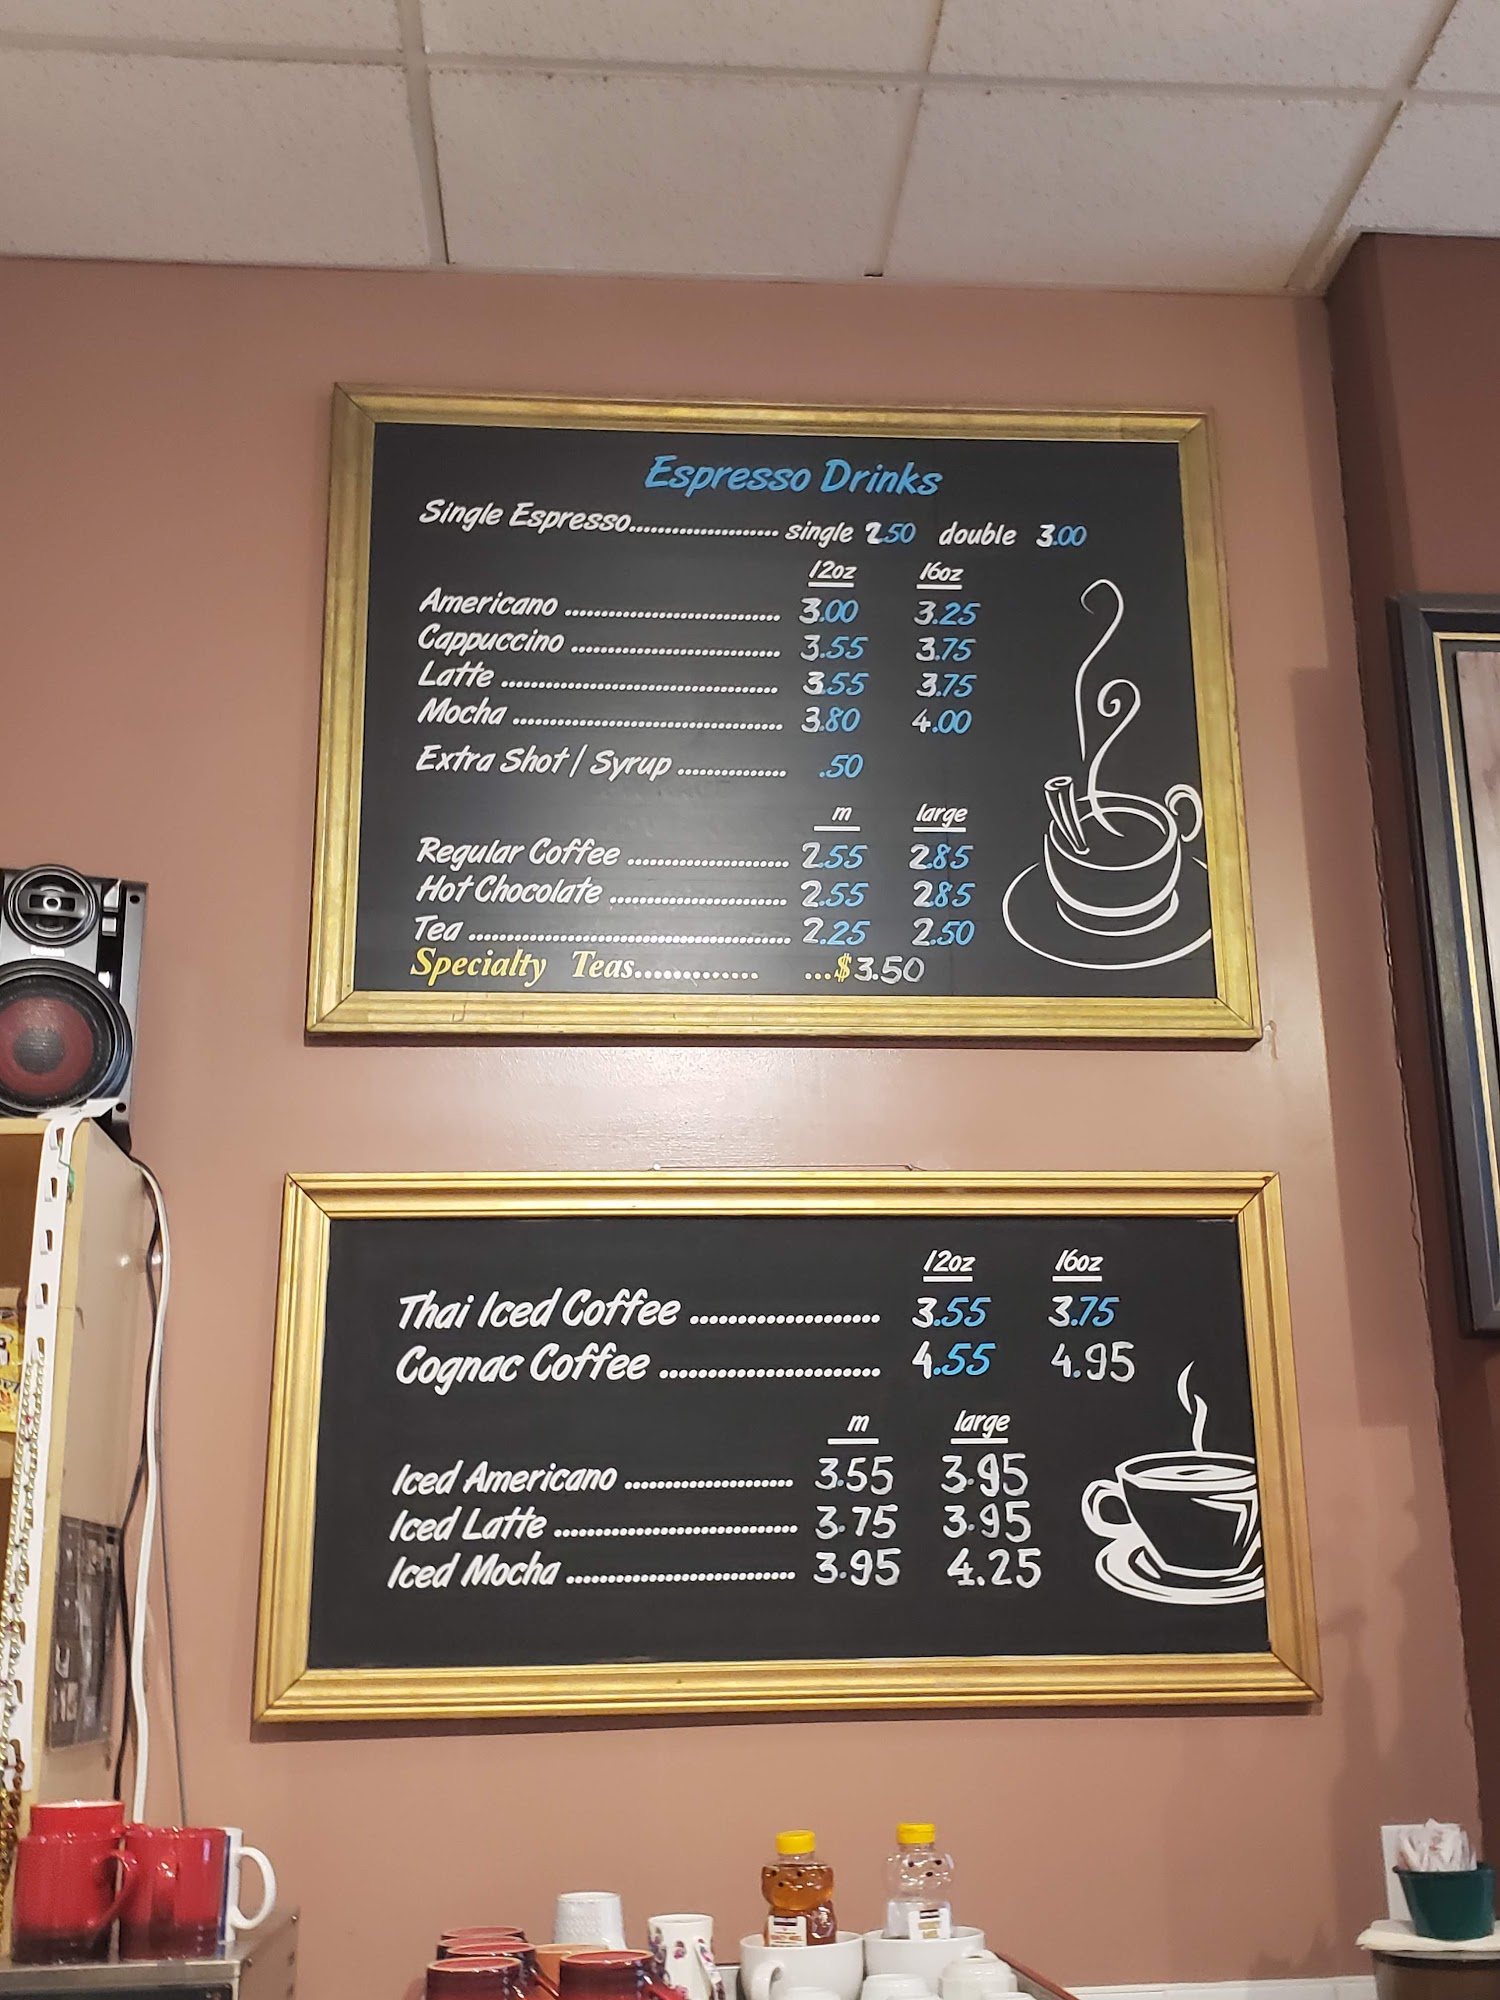 Espresso Drinks
Single Espresso..................... single 2.50 double 3.00
12oz 16oz
Americano ........................... 3.00 3.25
Cappuccino .......................... 3.55 3.75
Latte ................................... 3.55 3.75
Mocha ................................. 3.80 4.00
Extra Shot / Syrup ............... .50
m large
Regular Coffee .................... 2.55 2.85
Hot Chocolate ...................... 2.55 2.85
Tea ........................................ 2.25 2.50
Specialty Teas............. ...$3.50
12oz 16oz
Thai Iced Coffee .................... 3.55 3.75
Cognac Coffee ....................... 4.55 4.95
m large
Iced Americano .................... 3.55 3.95
Iced Latte ............................. 3.75 3.95
Iced Mocha ........................... 3.95 4.25